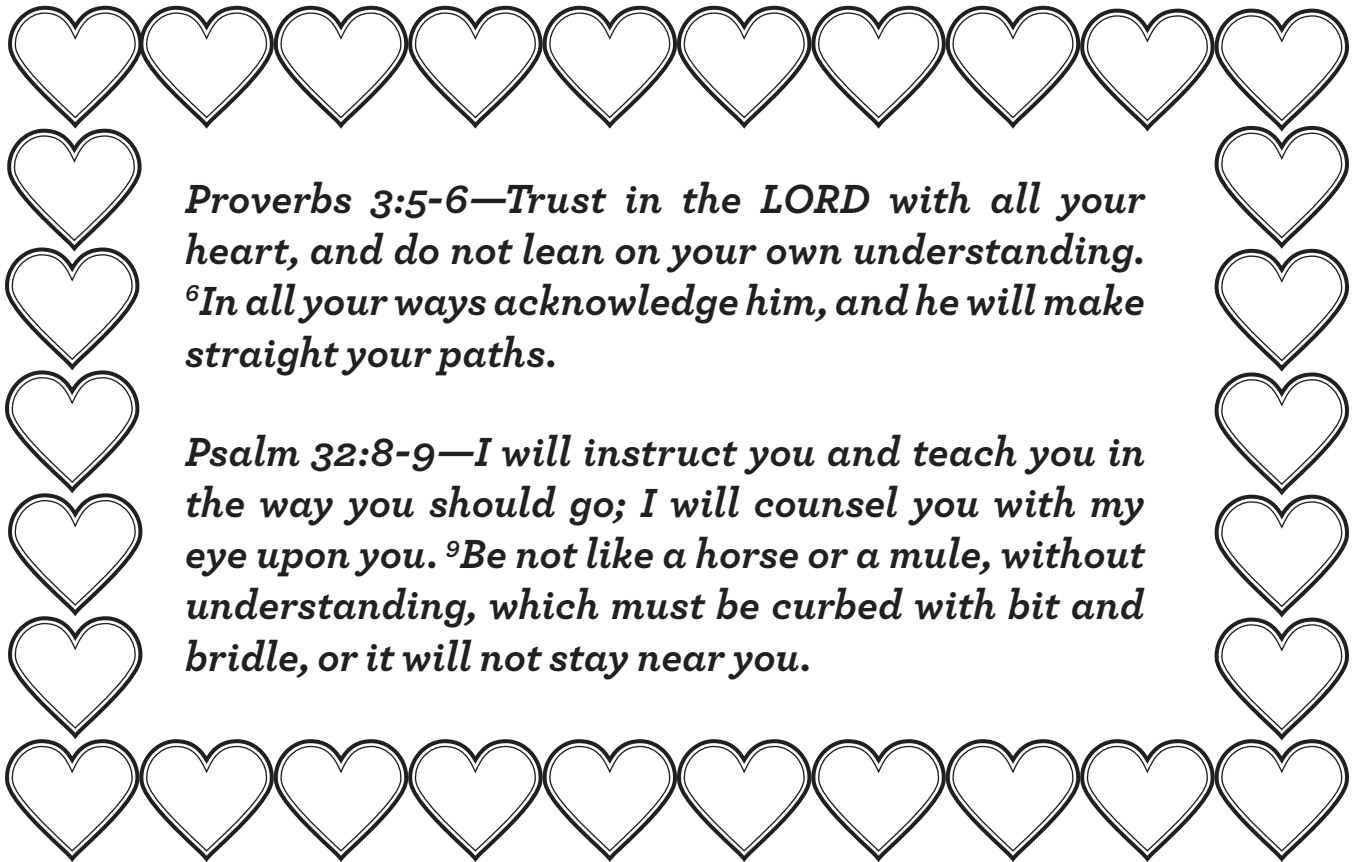 Proverbs 3:5-6—Trust in the LORD with all your
heart, and do not lean on your own understanding.
⁶In all your ways acknowledge him, and he will make
straight your paths.
Psalm 32:8-9—I will instruct you and teach you in
the way you should go; I will counsel you with my
eye upon you. ⁹Be not like a horse or a mule, without
understanding, which must be curbed with bit and
bridle, or it will not stay near you.